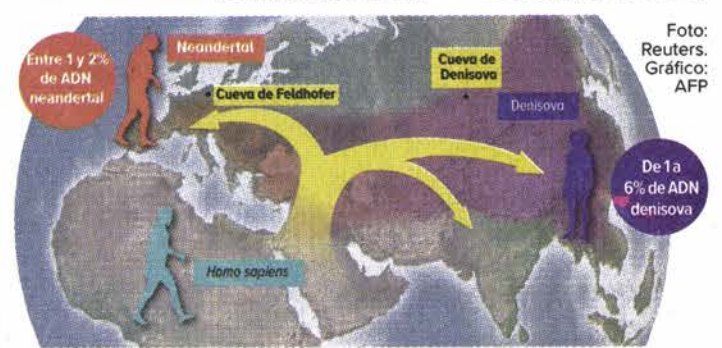 Entre 1 y 2%
de ADN
neandertal
Neandertal
Cueva de Feldhofer
Cueva de
Denisova
Denisova
Foto:
Reuters.
Gráfico:
AFP
De 1 a
6% de ADN
denisova
Homo sapiens